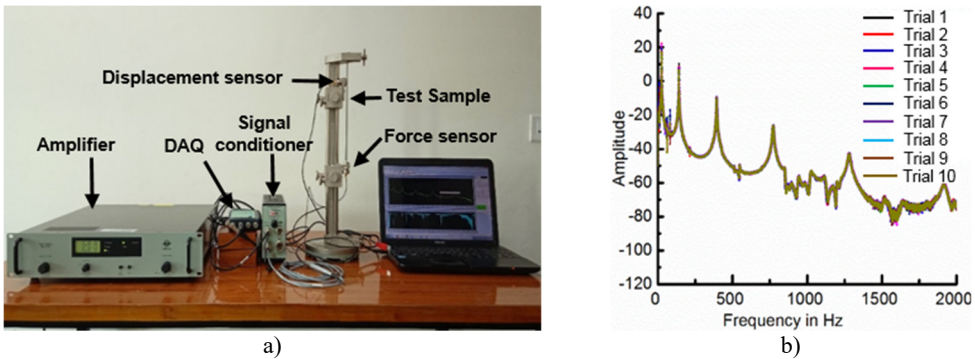 Displacement sensor
Test Sample
Signal
conditioner
Force sensor
Amplifier
DAQ
a)
40
20
0
-20
-40
-60
-80
-100
-120
Amplitude
0
500
1000
1500
2000
Frequency in Hz
Trial 1
Trial 2
Trial 3
Trial 4
Trial 5
Trial 6
Trial 7
Trial 8
Trial 9
Trial 10
b)